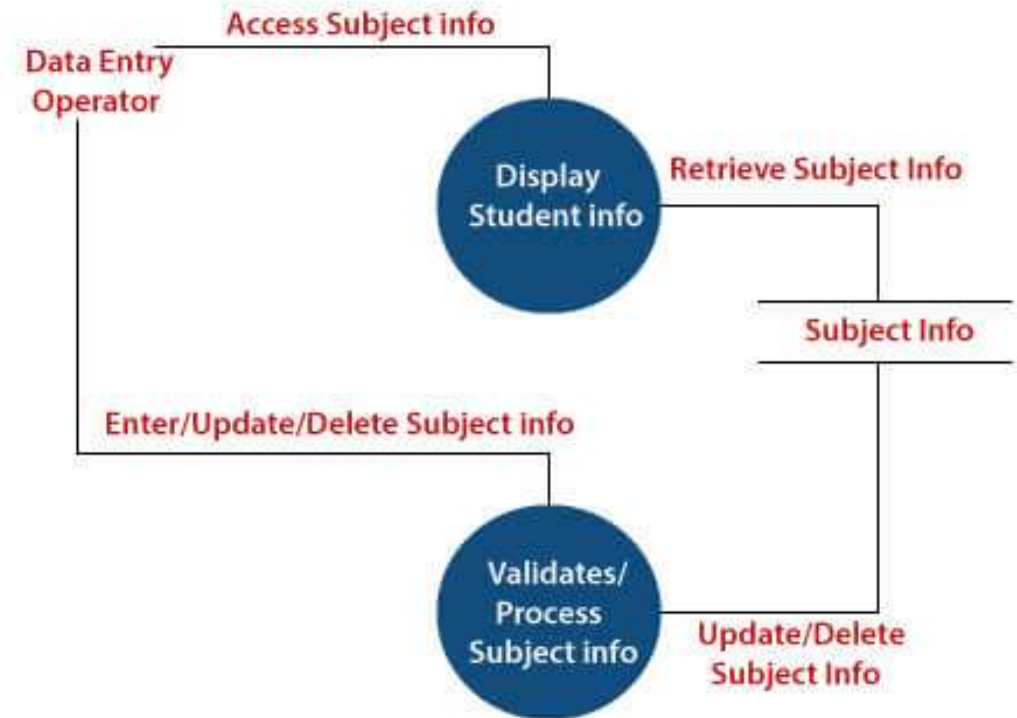 Access Subject info
Data Entry
Operator
Display
Student info
Retrieve Subject Info
Subject Info
Enter/Update/Delete Subject info
Validates/
Process
Subject info
Update/Delete
Subject Info